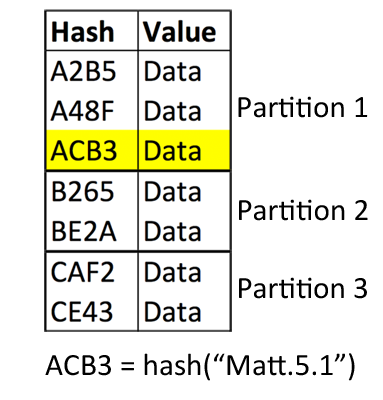 Hash Value
A2B5 Data
A48F Data
Partition 1
ACB3 Data
B265 Data
Partition 2
BE2A Data
CAF2 Data
Partition 3
CE43 Data
ACB3 = hash(“Matt.5.1”)